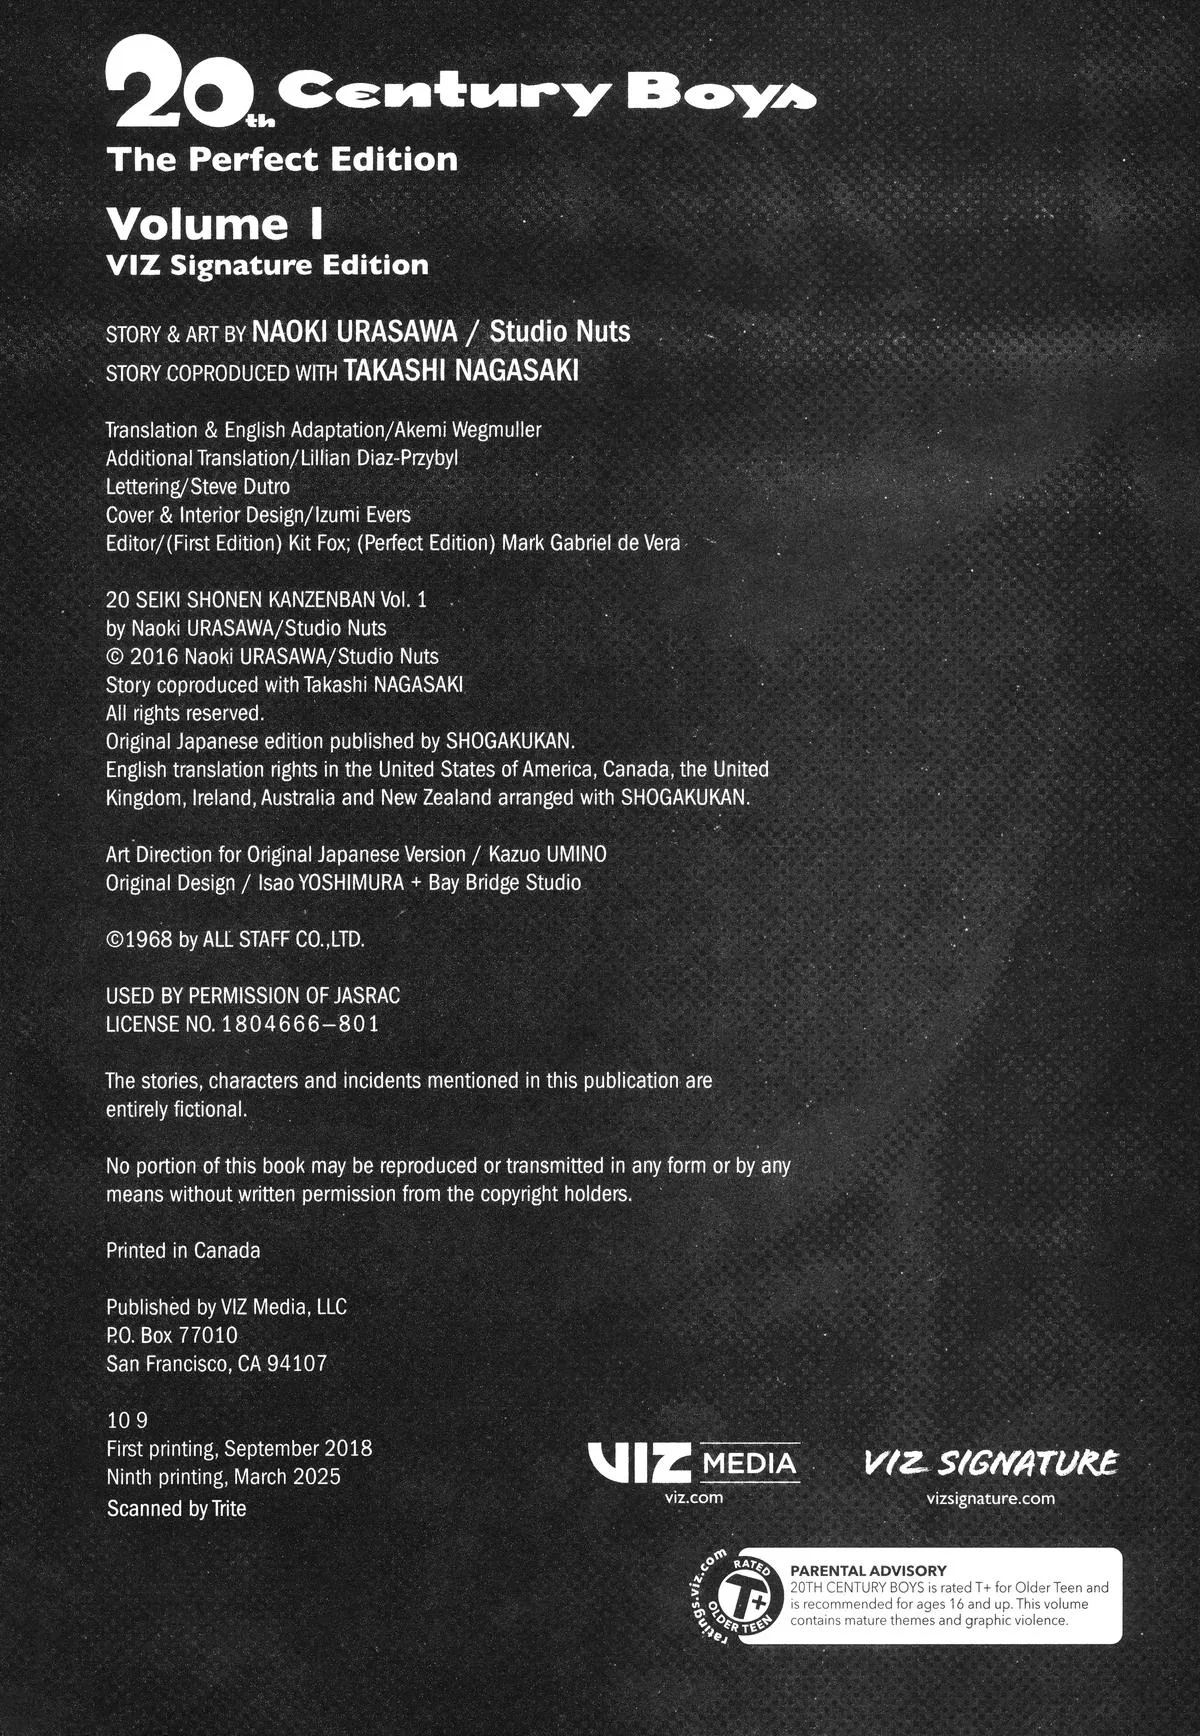 20th Century Boys
The Perfect Edition
Volume 1
VIZ Signature Edition
STORY & ART BY NAOKI URASAWA / Studio Nuts
STORY COPRODUCED WITH TAKASHI NAGASAKI
Translation & English Adaptation/Akemi Wegmuller
Additional Translation/Lillian Diaz-Przybyl
Lettering/Steve Dutro
Cover & Interior Design/Izumi Evers
Editor/(First Edition) Kit Fox; (Perfect Edition) Mark Gabriel de Vera
20 SEIKI SHONEN KANZENBAN Vol. 1
by Naoki URASAWA/Studio Nuts
© 2016 Naoki URASAWA/Studio Nuts
Story coproduced with Takashi NAGASAKI
All rights reserved.
Original Japanese edition published by SHOGAKUKAN.
English translation rights in the United States of America, Canada, the United
Kingdom, Ireland, Australia and New Zealand arranged with SHOGAKUKAN.
Art Direction for Original Japanese Version / Kazuo UMINO
Original Design / Isao YOSHIMURA + Bay Bridge Studio
©1968 by ALL STAFF CO.,LTD.
USED BY PERMISSION OF JASRAC
LICENSE NO. 1804666–801
The stories, characters and incidents mentioned in this publication are
entirely fictional.
No portion of this book may be reproduced or transmitted in any form or by any
means without written permission from the copyright holders.
Printed in Canada
Published by VIZ Media, LLC
P.O. Box 77010
San Francisco, CA 94107
10 9
First printing, September 2018
Ninth printing, March 2025
Scanned by Trite
VIZ MEDIA
viz.com
VIZ SIGNATURE
vizsignature.com
ratings.viz.com
RATED
T+
OLDER TEEN
PARENTAL ADVISORY
20TH CENTURY BOYS is rated T+ for Older Teen and
is recommended for ages 16 and up. This volume
contains mature themes and graphic violence.